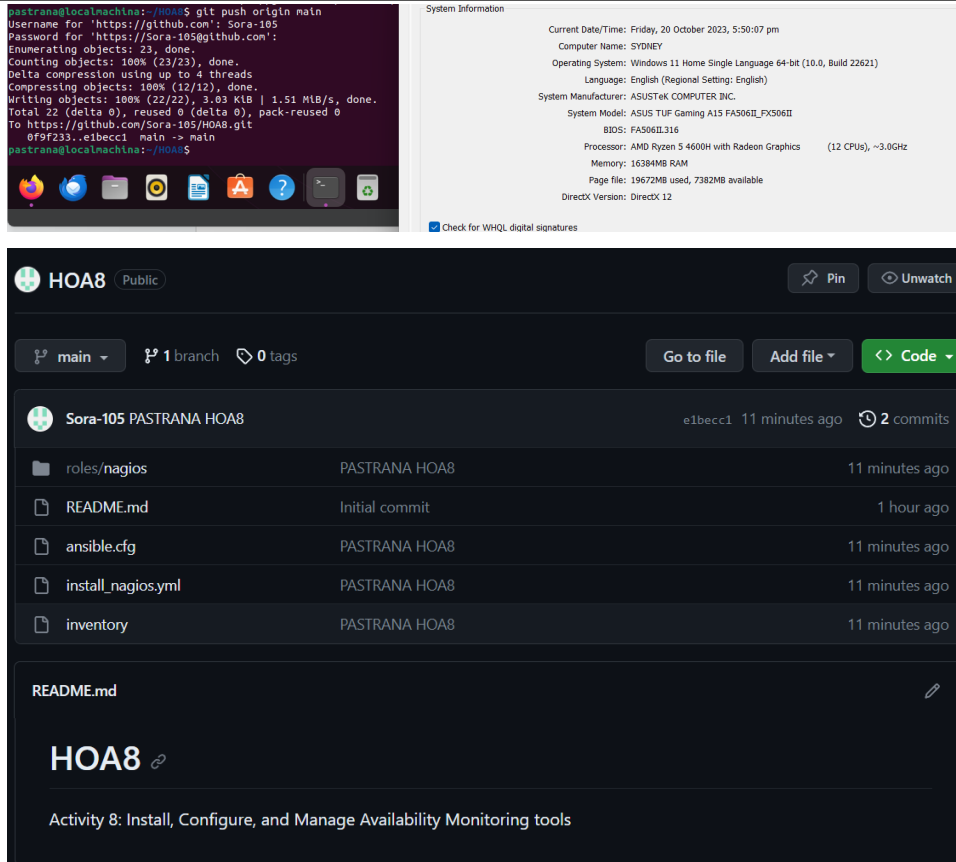 pastrana@localmachina:~/HOA8$ git push origin main
Username for 'https://github.com': Sora-105
Password for 'https://Sora-105@github.com':
Enumerating objects: 23, done.
Counting objects: 100% (23/23), done.
Delta compression using up to 4 threads
Compressing objects: 100% (12/12), done.
Writing objects: 100% (22/22), 3.03 KiB | 1.51 MiB/s, done.
Total 22 (delta 0), reused 0 (delta 0), pack-reused 0
To https://github.com/Sora-105/HOA8.git
0f9f233..e1becc1 main -> main
pastrana@localmachina:~/HOA8$
System Information
Current Date/Time: Friday, 20 October 2023, 5:50:07 pm
Computer Name: SYDNEY
Operating System: Windows 11 Home Single Language 64-bit (10.0, Build 22621)
Language: English (Regional Setting: English)
System Manufacturer: ASUSTeK COMPUTER INC.
System Model: ASUS TUF Gaming A15 FA506II_FX506II
BIOS: FA506II.316
Processor: AMD Ryzen 5 4600H with Radeon Graphics (12 CPUs), ~3.0GHz
Memory: 16384MB RAM
Page file: 19672MB used, 7382MB available
DirectX Version: DirectX 12
Check for WHQL digital signatures
HOA8 Public Pin Unwatch
main 1 branch 0 tags Go to file Add file Code
Sora-105 PASTRANA HOA8 e1becc1 11 minutes ago 2 commits
roles/nagios PASTRANA HOA8 11 minutes ago
README.md Initial commit 1 hour ago
ansible.cfg PASTRANA HOA8 11 minutes ago
install_nagios.yml PASTRANA HOA8 11 minutes ago
inventory PASTRANA HOA8 11 minutes ago
README.md
HOA8
Activity 8: Install, Configure, and Manage Availability Monitoring tools